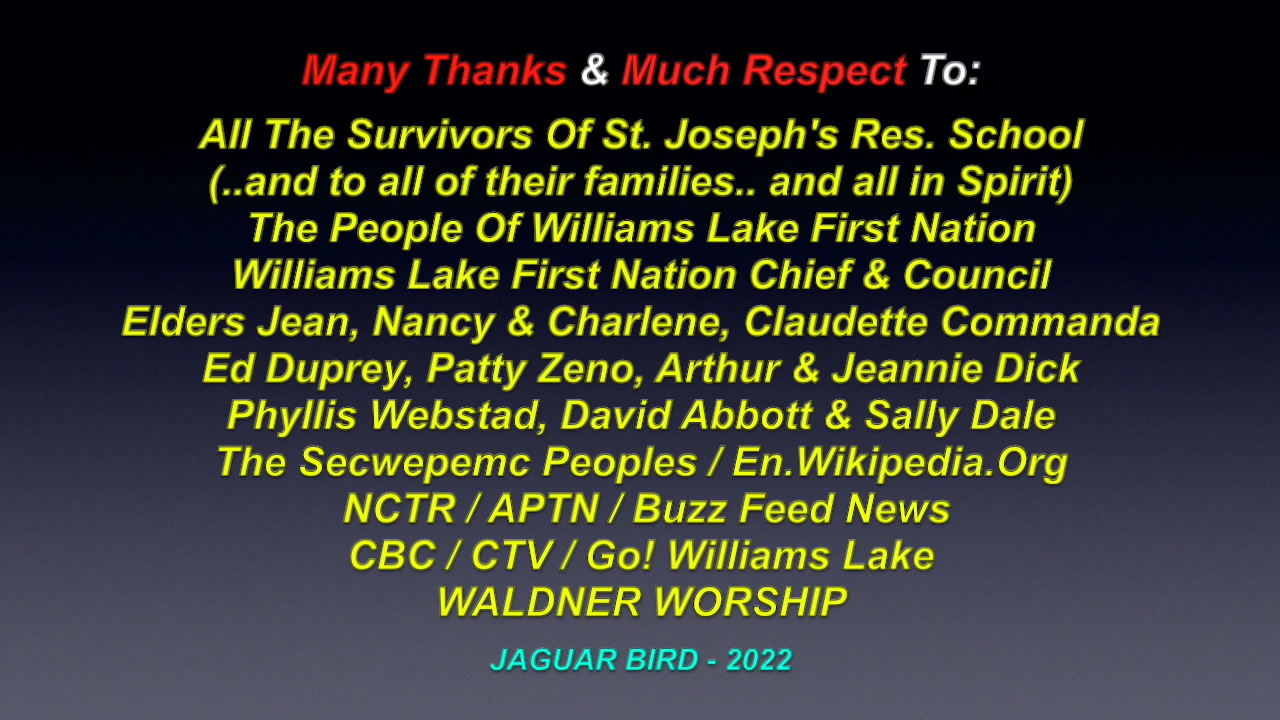 Many Thanks & Much Respect To:
All The Survivors Of St. Joseph's Res. School
(..and to all of their families.. and all in Spirit)
The People Of Williams Lake First Nation
Williams Lake First Nation Chief & Council
Elders Jean, Nancy & Charlene, Claudette Commanda
Ed Duprey, Patty Zeno, Arthur & Jeannie Dick
Phyllis Webstad, David Abbott & Sally Dale
The Secwepemc Peoples / En.Wikipedia.Org
NCTR / APTN / Buzz Feed News
CBC / CTV / Go! Williams Lake
WALDNER WORSHIP
JAGUAR BIRD - 2022